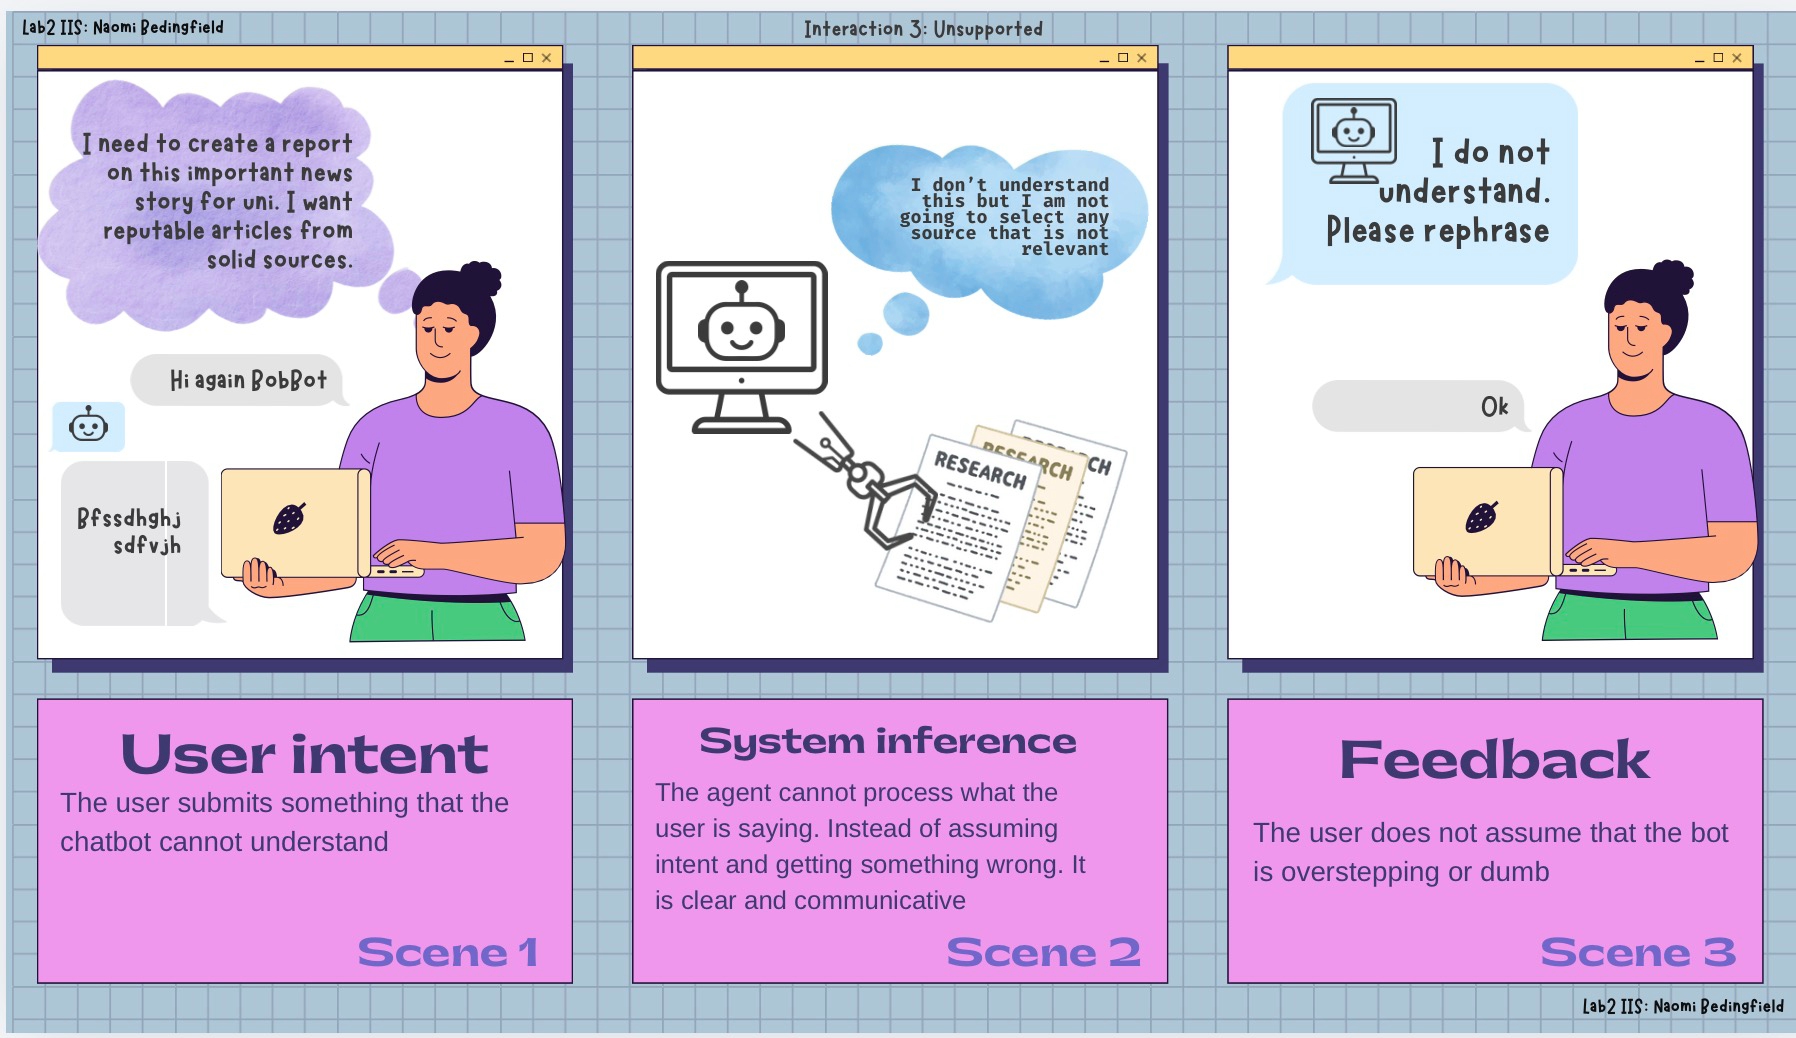 Lab2 IIS: Naomi Bedingfield
Interaction 3: Unsupported
I need to create a report
on this important news
story for uni. I want
reputable articles from
solid sources.
Hi again BobBot
Bfssdhghj
sdfvjh
I don't understand
this but I am not
going to select any
source that is not
relevant
RESEARCH
RESEARCH
RESEARCH
I do not
understand.
Please rephrase
Ok
User intent
The user submits something that the
chatbot cannot understand
Scene 1
System inference
The agent cannot process what the
user is saying. Instead of assuming
intent and getting something wrong. It
is clear and communicative
Scene 2
Feedback
The user does not assume that the bot
is overstepping or dumb
Scene 3
Lab2 IIS: Naomi Bedingfield